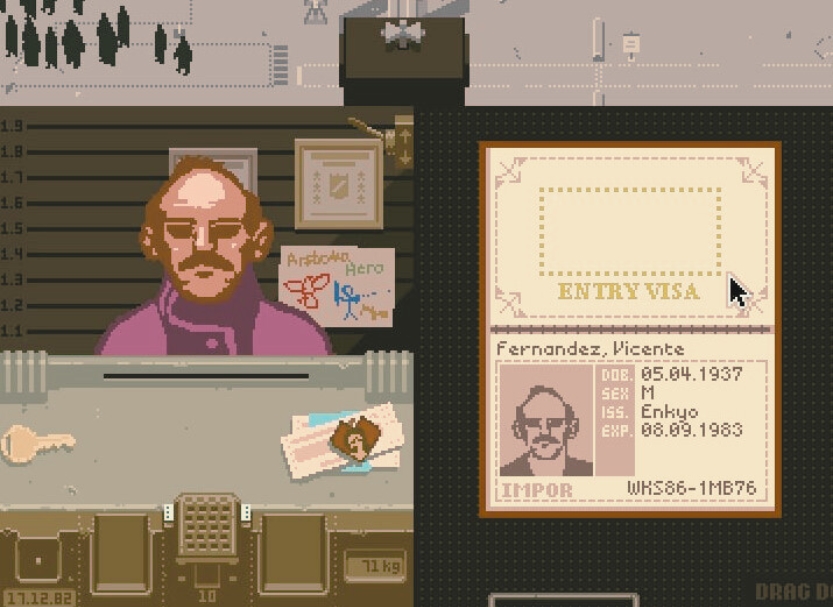 1.9
1.8
1.7
1.6
1.5
1.4
1.3
1.2
1.1
Arstotzka
Hero
71 kg
17.12.82
10
ENTRY VISA
Fernandez, Vicente
DOB. 05.04.1937
SEX M
ISS. Enkyo
EXP. 08.09.1983
IMPOR WKS86-1MB76
DRAG D